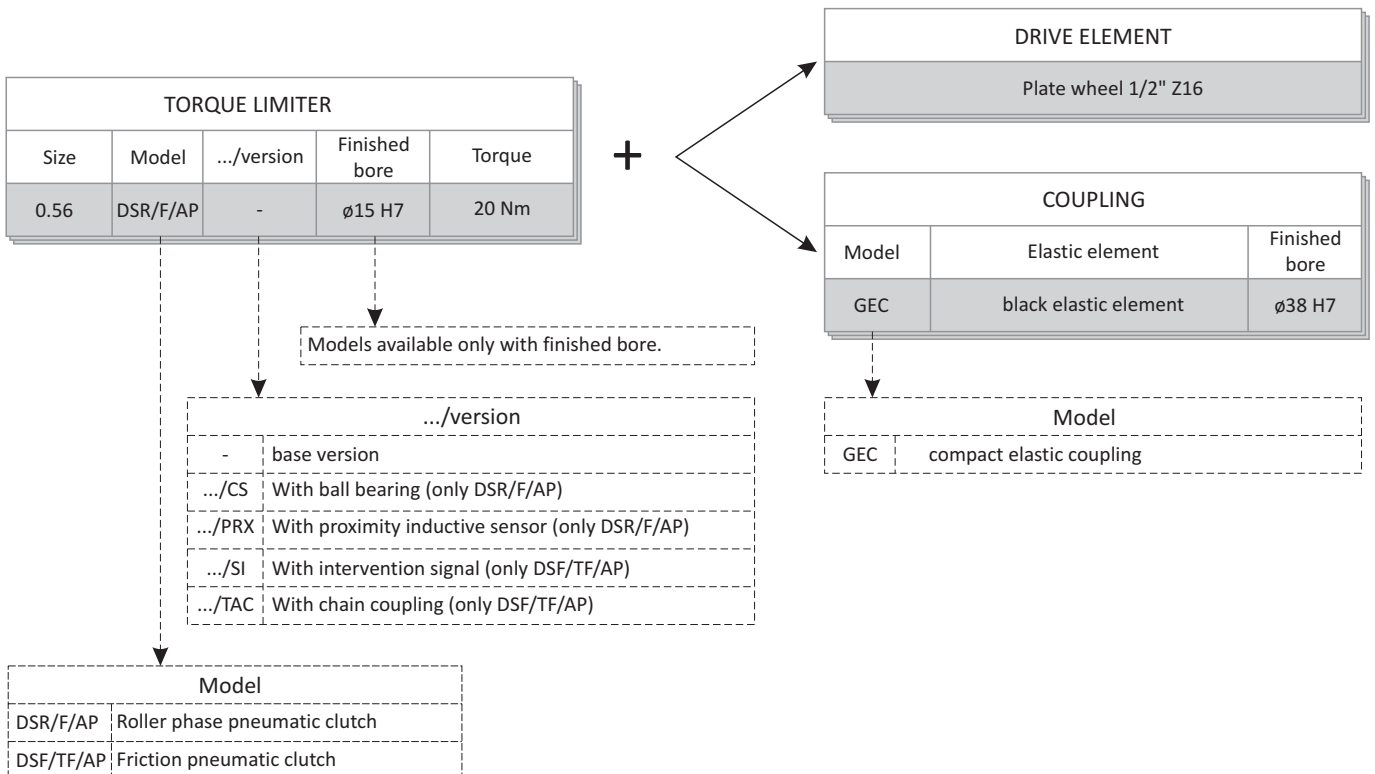 TORQUE LIMITER
Size Model .../version Finished bore Torque
0.56 DSR/F/AP - ø15 H7 20 Nm
+
DRIVE ELEMENT
Plate wheel 1/2" Z16
COUPLING
Model Elastic element Finished bore
GEC black elastic element ø38 H7
Models available only with finished bore.
.../version
- base version
.../CS With ball bearing (only DSR/F/AP)
.../PRX With proximity inductive sensor (only DSR/F/AP)
.../SI With intervention signal (only DSF/TF/AP)
.../TAC With chain coupling (only DSF/TF/AP)
Model
GEC compact elastic coupling
Model
DSR/F/AP Roller phase pneumatic clutch
DSF/TF/AP Friction pneumatic clutch